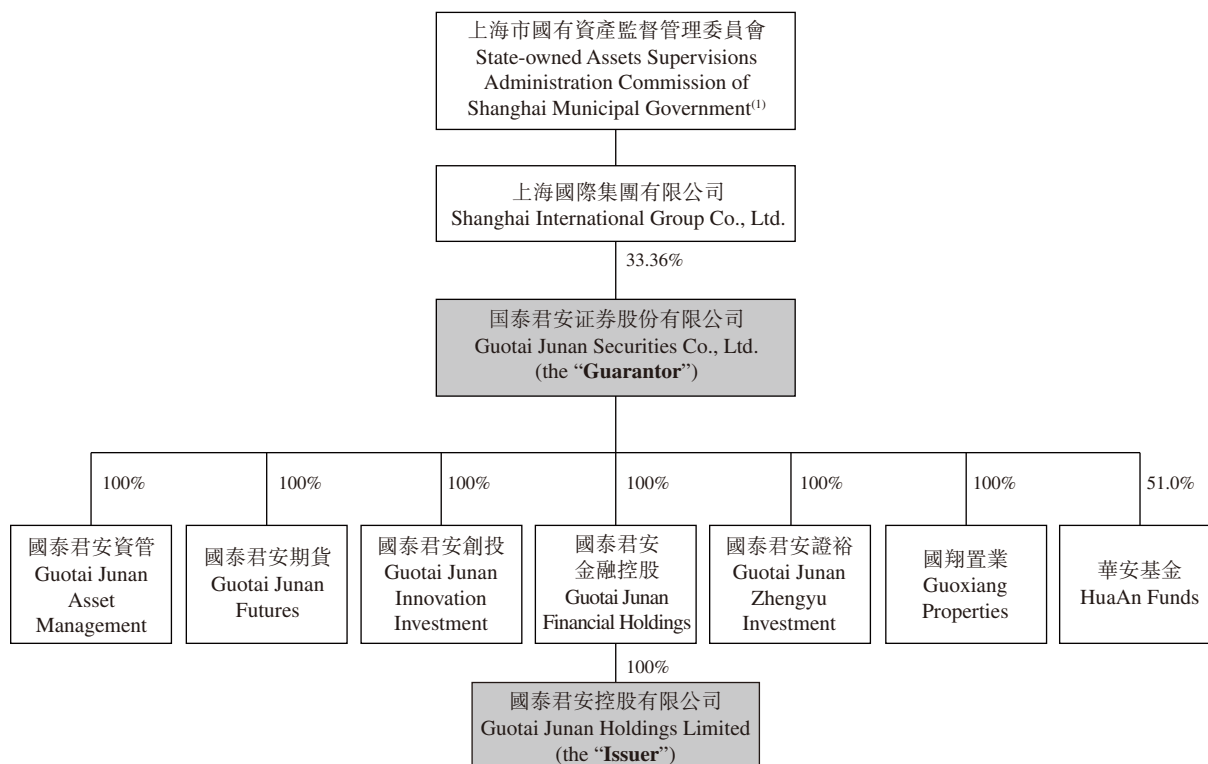 上海市國有資產監督管理委員會
State-owned Assets Supervisions
Administration Commission of
Shanghai Municipal Government(1)
上海國際集團有限公司
Shanghai International Group Co., Ltd.
33.36%
国泰君安证券股份有限公司
Guotai Junan Securities Co., Ltd.
(the “Guarantor”)
100%
100%
100%
100%
100%
100%
51.0%
國泰君安資管
Guotai Junan
Asset
Management
國泰君安期貨
Guotai Junan
Futures
國泰君安創投
Guotai Junan
Innovation
Investment
國泰君安
金融控股
Guotai Junan
Financial Holdings
國泰君安證裕
Guotai Junan
Zhengyu
Investment
國翔置業
Guoxiang
Properties
華安基金
HuaAn Funds
100%
國泰君安控股有限公司
Guotai Junan Holdings Limited
(the “Issuer”)